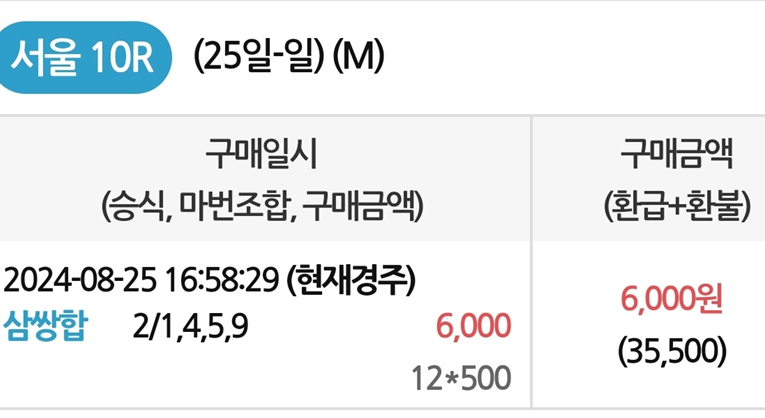 서울 10R (25일-일) (M)
구매일시
(승식, 마번조합, 구매금액)
구매금액
(환급+환불)
2024-08-25 16:58:29 (현재경주)
삼쌍합 2/1,4,5,9 6,000
12*500
6,000원
(35,500)